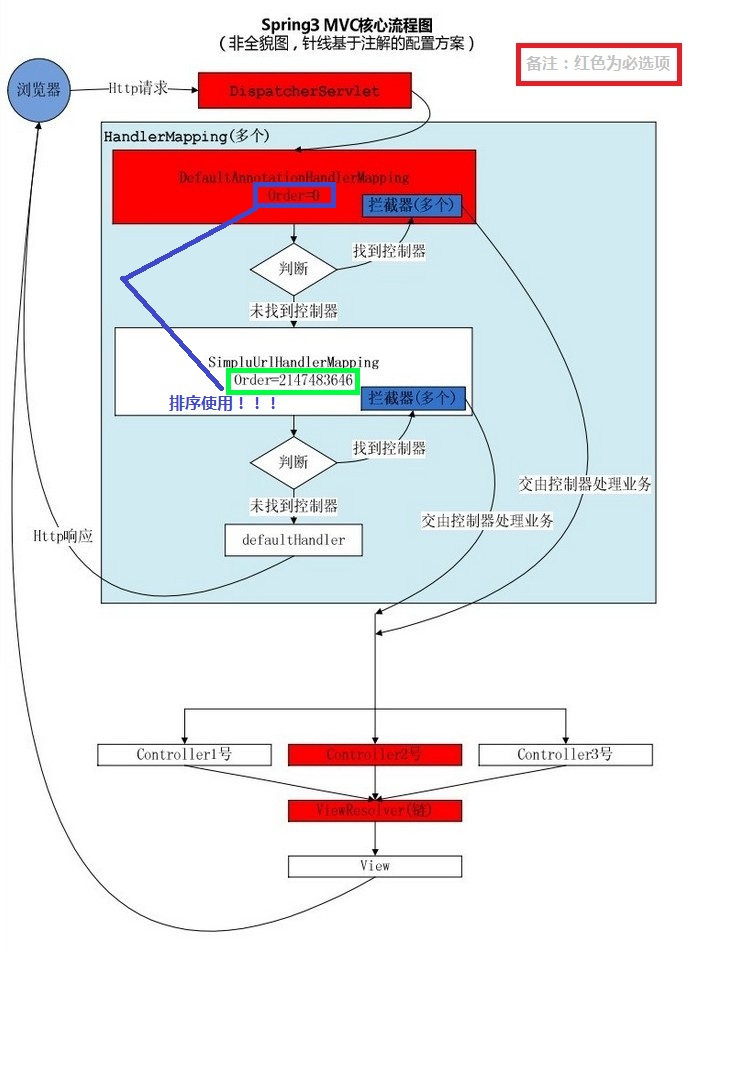 Spring3 MVC核心流程图
（非全貌图，针线基于注解的配置方案）
备注：红色为必选项
浏览器
Http请求
DispatcherServlet
HandlerMapping(多个)
DefaultAnnotationHandlerMapping
Order=0
拦截器(多个)
找到控制器
判断
未找到控制器
SimpluUrlHandlerMapping
Order=2147483646
拦截器(多个)
排序使用！！！
找到控制器
判断
交由控制器处理业务
未找到控制器
交由控制器处理业务
Http响应
defaultHandler
Controller1号
Controller2号
Controller3号
ViewResolver(链)
View